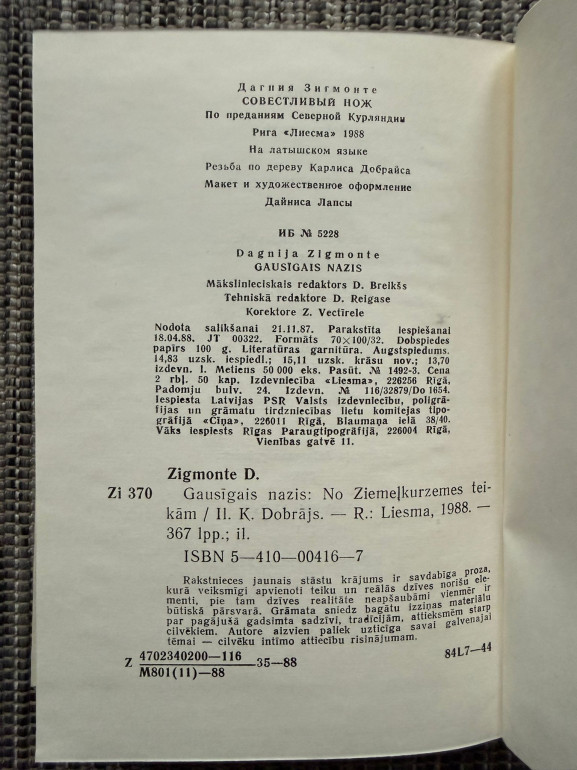 Дагния Зигмонте
СОВЕСТЛИВЫЙ НОЖ
По преданиям Северной Курляндии
Рига «Лиесма» 1988
На латышском языке
Резьба по дереву Карлиса Добрайса
Макет и художественное оформление
Дайниса Лапсы
ИБ № 5228
Dagnija Zigmonte
GAUSĪGAIS NAZIS
Mākslinieciskais redaktors D. Breikšs
Tehniskā redaktore D. Reigase
Korektore Z. Vectīrele
Nodota salikšanai 21.11.87. Parakstīta iespiešanai
18.04.88. JT 00322. Formāts 70×100/32. Dobspiedes
papīrs 100 g. Literatūras garnitūra. Augstspiedums.
14,83 uzsk. iespiedl.; 15,11 uzsk. krāsu nov.; 13,70
izdevn. l. Metiens 50 000 eks. Pasūt. № 1492-3. Cena
2 rbļ. 50 kap. Izdevniecība «Liesma», 226256 Rīgā,
Padomju bulv. 24. Izdevn. № 116/32879/Do 1654.
Iespiesta Latvijas PSR Valsts izdevniecību, poligrā-
fijas un grāmatu tirdzniecības lietu komitejas tipo-
grāfijā «Cīņa», 226011 Rīgā, Blaumaņa ielā 38/40.
Vāks iespiests Rīgas Paraugtipogrāfijā, 226004 Rīgā,
Vienības gatvē 11.
Zigmonte D.
Zi 370 Gausīgais nazis: No Ziemeļkurzemes tei-
kām / Il. K. Dobrājs. — R.: Liesma, 1988. —
367 lpp.; il.
ISBN 5—410—00416—7
Rakstnieces jaunais stāstu krājums ir savdabīga proza,
kurā veiksmīgi apvienoti teiku un reālās dzīves norišu ele-
menti, pie tam dzīves realitāte neapšaubāmi vienmēr ir
būtiskā pārsvarā. Grāmata sniedz bagātu izziņas materiālu
par pagājušā gadsimta sadzīvi, tradīcijām, attieksmēm starp
cilvēkiem. Autore aizvien paliek uzticīga savai galvenajai
tēmai — cilvēku intīmo attiecību risinājumam.
Z 4702340200—116 35—88 84L7—44
M801(11)—88